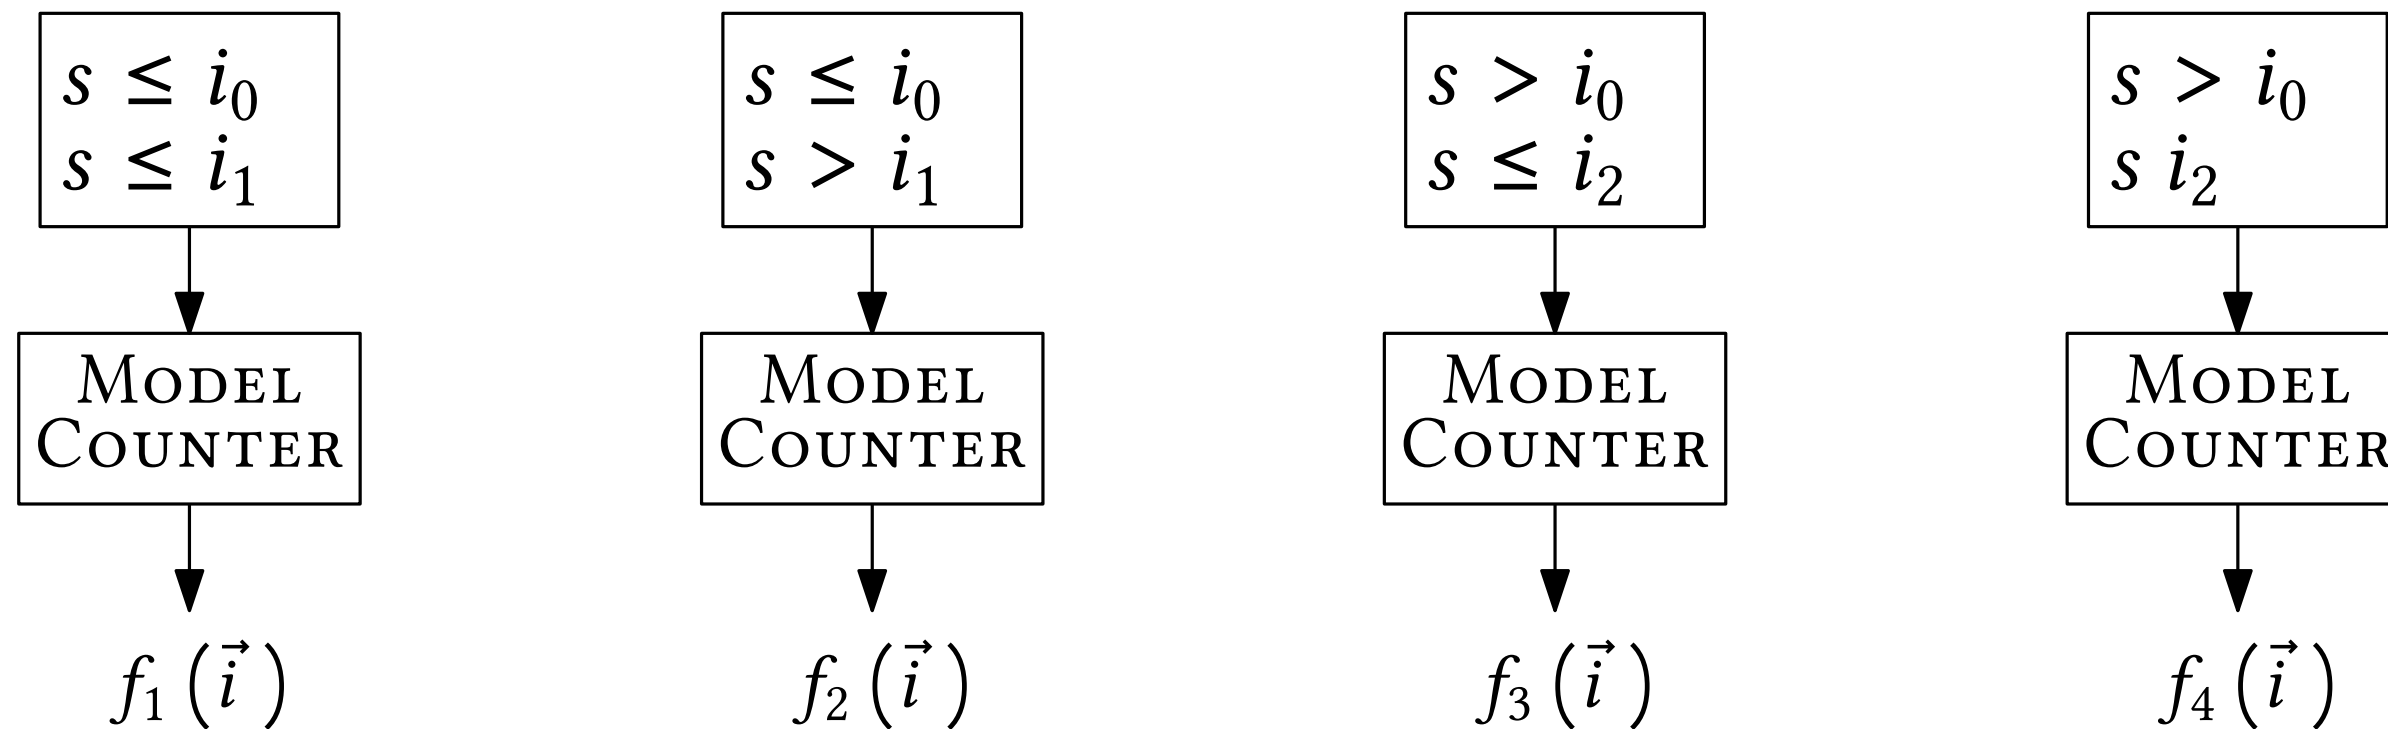 s ≤ i₀
s ≤ i₁
s ≤ i₀
s > i₁
s > i₀
s ≤ i₂
s > i₀
s i₂
MODEL
COUNTER
MODEL
COUNTER
MODEL
COUNTER
MODEL
COUNTER
f₁ (i⃗ )
f₂ (i⃗ )
f₃ (i⃗ )
f₄ (i⃗ )